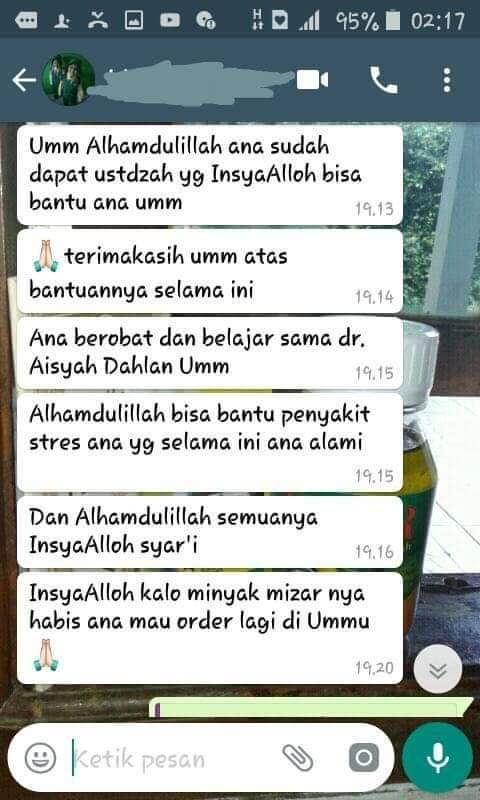 95% 02:17
Umm Alhamdulillah ana sudah
dapat ustdzah yg InsyaAlloh bisa
bantu ana umm
19.13
🙏terimakasih umm atas
bantuannya selama ini
19.14
Ana berobat dan belajar sama dr.
Aisyah Dahlan Umm
19.15
Alhamdulillah bisa bantu penyakit
stres ana yg selama ini ana alami
19.15
Dan Alhamdulillah semuanya
InsyaAlloh syar'i
19.16
InsyaAlloh kalo minyak mizar nya
habis ana mau order lagi di Ummu
🙏
19.20
Ketik pesan